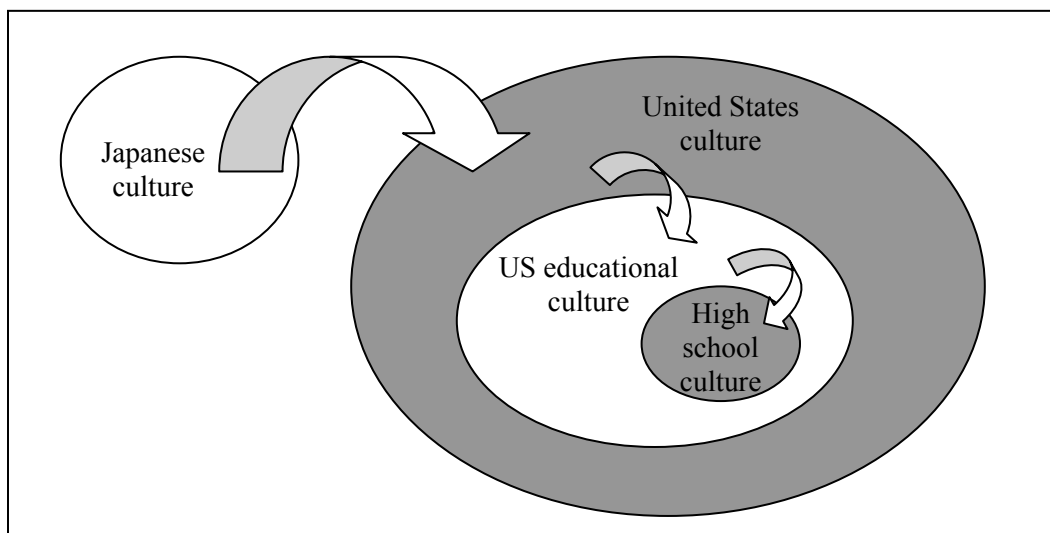 Japanese
culture
United States
culture
US educational
culture
High
school
culture